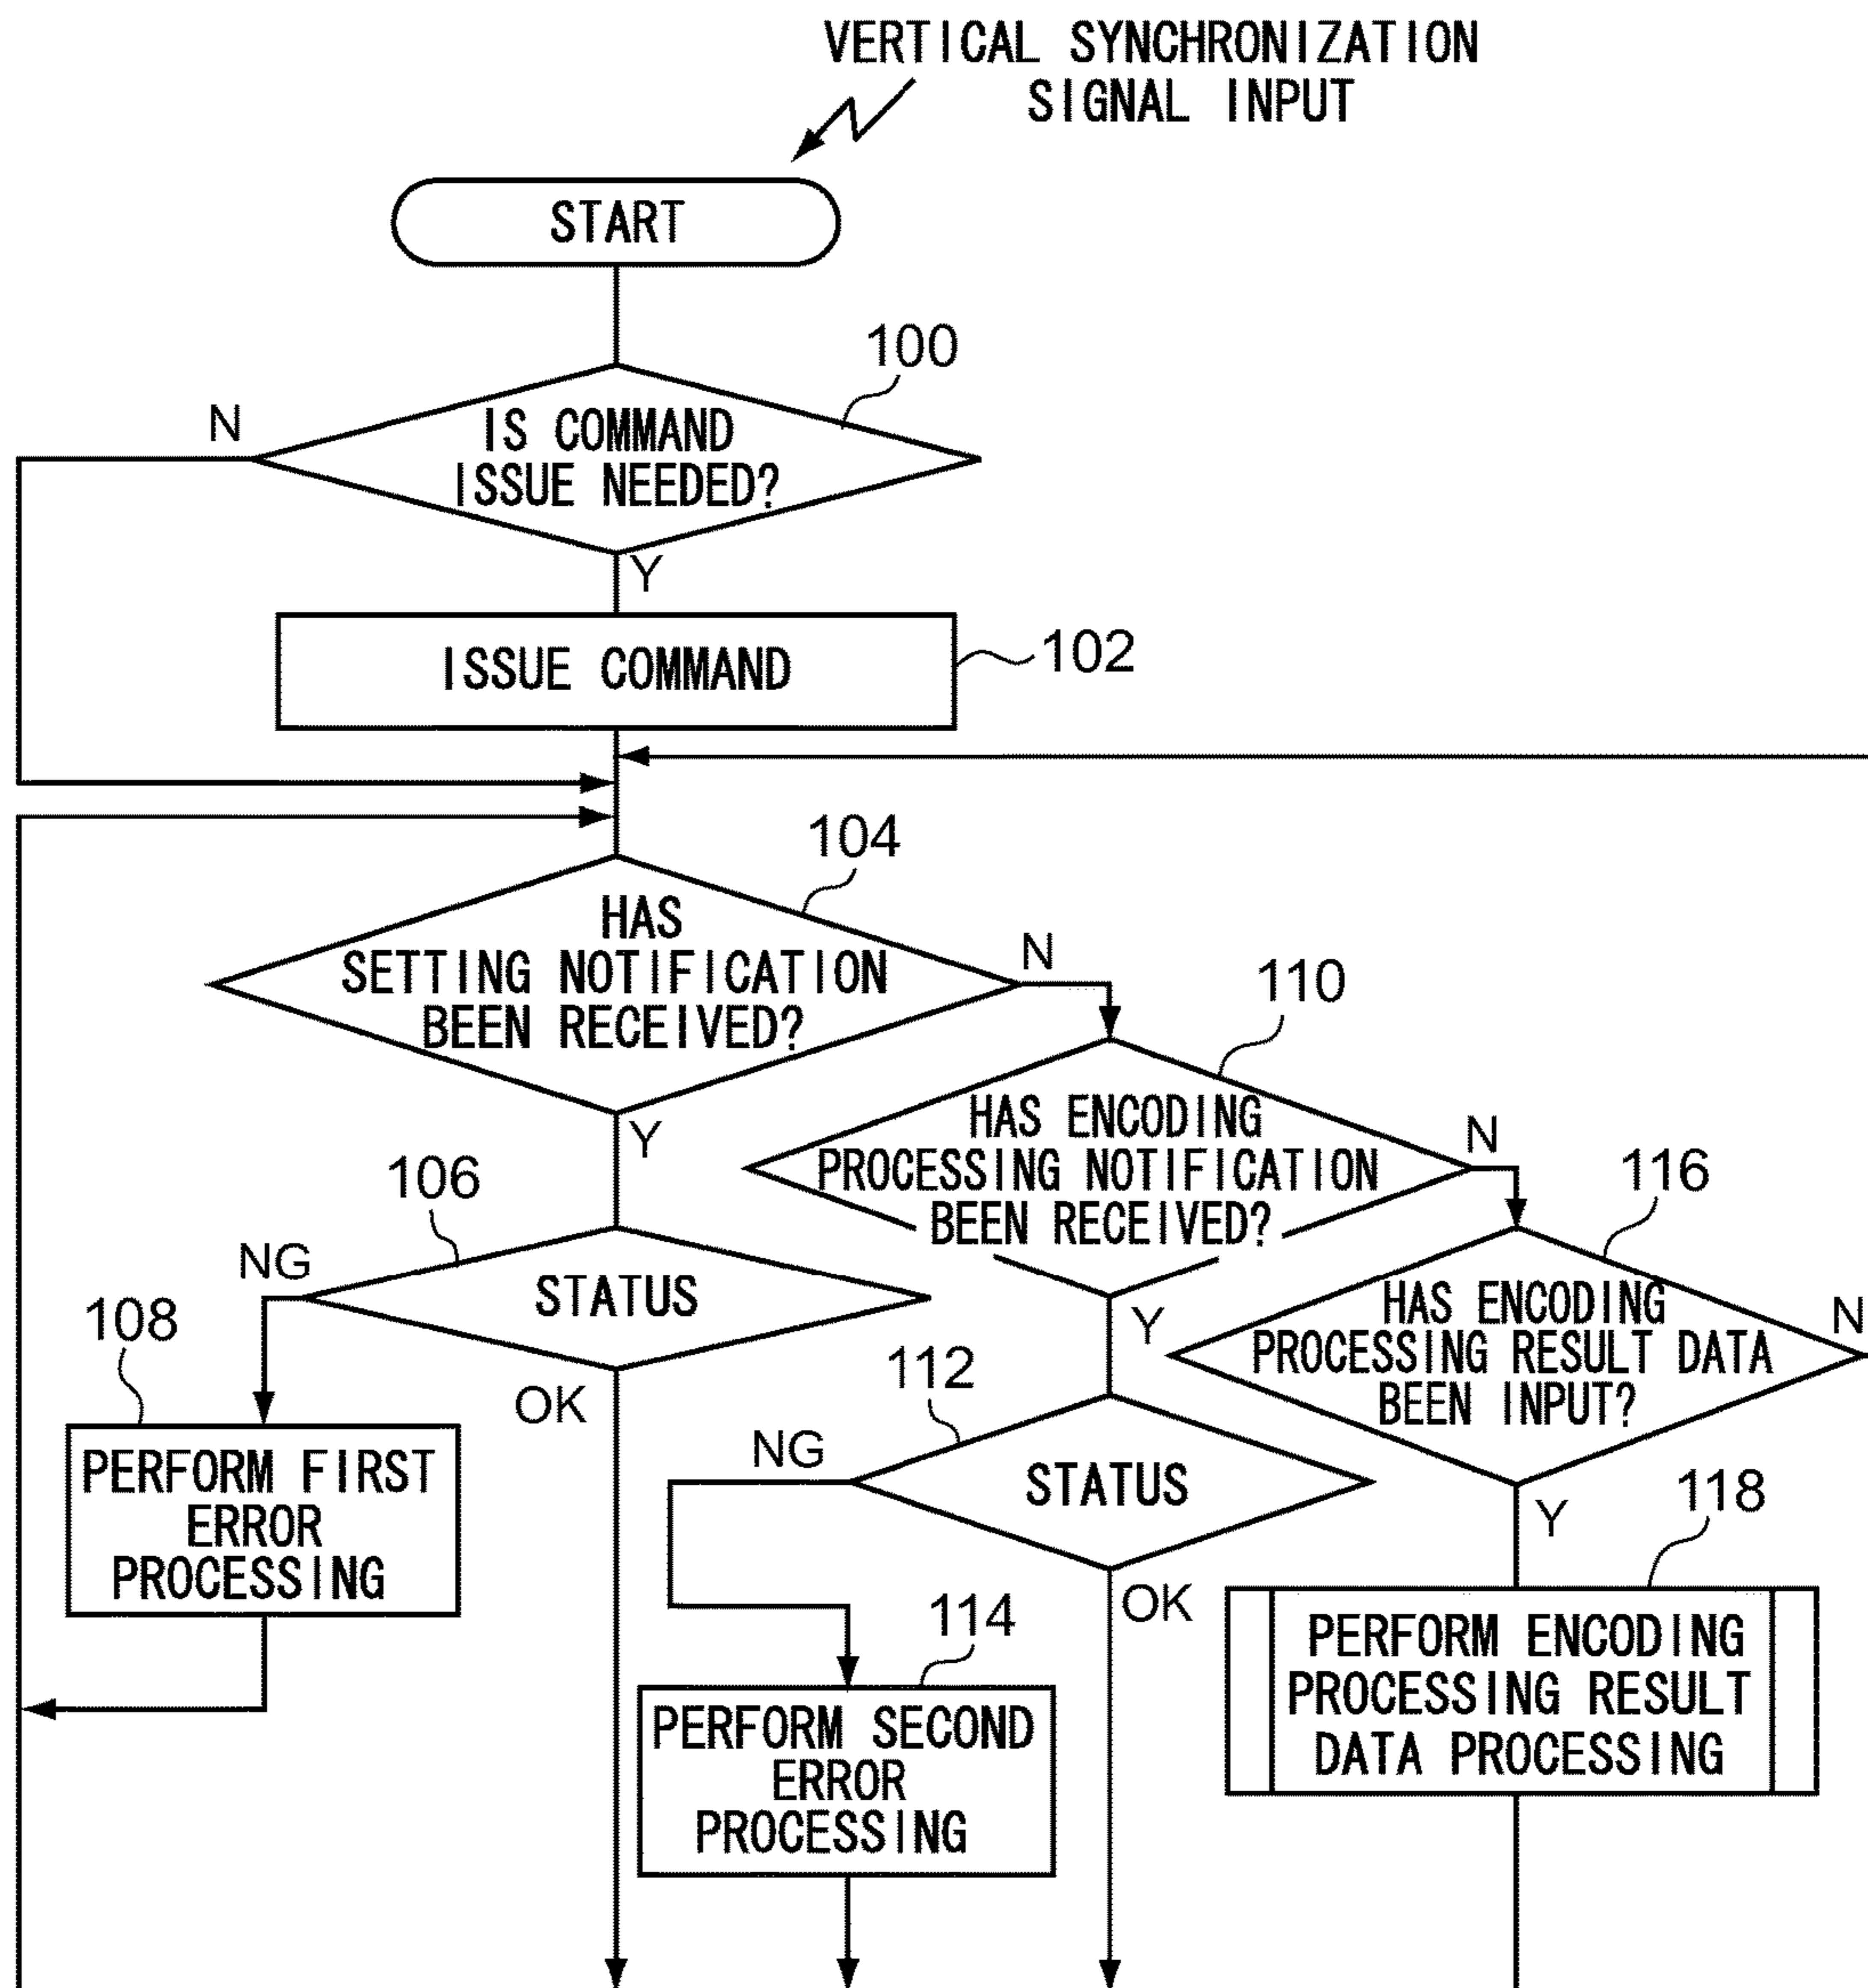 VERTICAL SYNCHRONIZATION
SIGNAL INPUT
START
100
N
IS COMMAND
ISSUE NEEDED?
Y
ISSUE COMMAND
102
104
HAS
SETTING NOTIFICATION
BEEN RECEIVED?
N
Y
110
HAS ENCODING
PROCESSING NOTIFICATION
BEEN RECEIVED?
N
Y
116
HAS ENCODING
PROCESSING RESULT DATA
BEEN INPUT?
N
Y
106
NG
STATUS
OK
108
PERFORM FIRST
ERROR
PROCESSING
112
NG
STATUS
OK
114
PERFORM SECOND
ERROR
PROCESSING
118
PERFORM ENCODING
PROCESSING RESULT
DATA PROCESSING